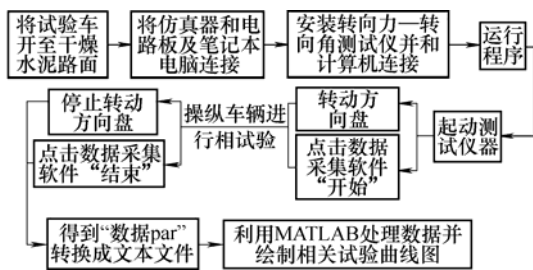 将试验车
开至干燥
水泥路面
将仿真器和电
路板及笔记本
电脑连接
安装转向力—转
向角测试仪并和
计算机连接
运行
程序
起动测
试仪器
转动方
向盘
点击数据
采集软件
“开始”
操纵车辆进
行相试验
停止转动
方向盘
点击数据采集
软件“结束”
得到“数据par”
转换成文本文件
利用MATLAB处理数据并
绘制相关试验曲线图